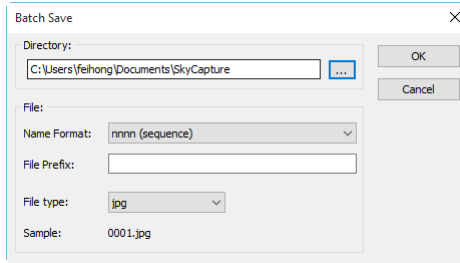 Batch Save
Directory:
C:\Users\feihong\Documents\SkyCapture
...
OK
Cancel
File:
Name Format:
nnnn (sequence)
File Prefix:
File type:
jpg
Sample:
0001.jpg